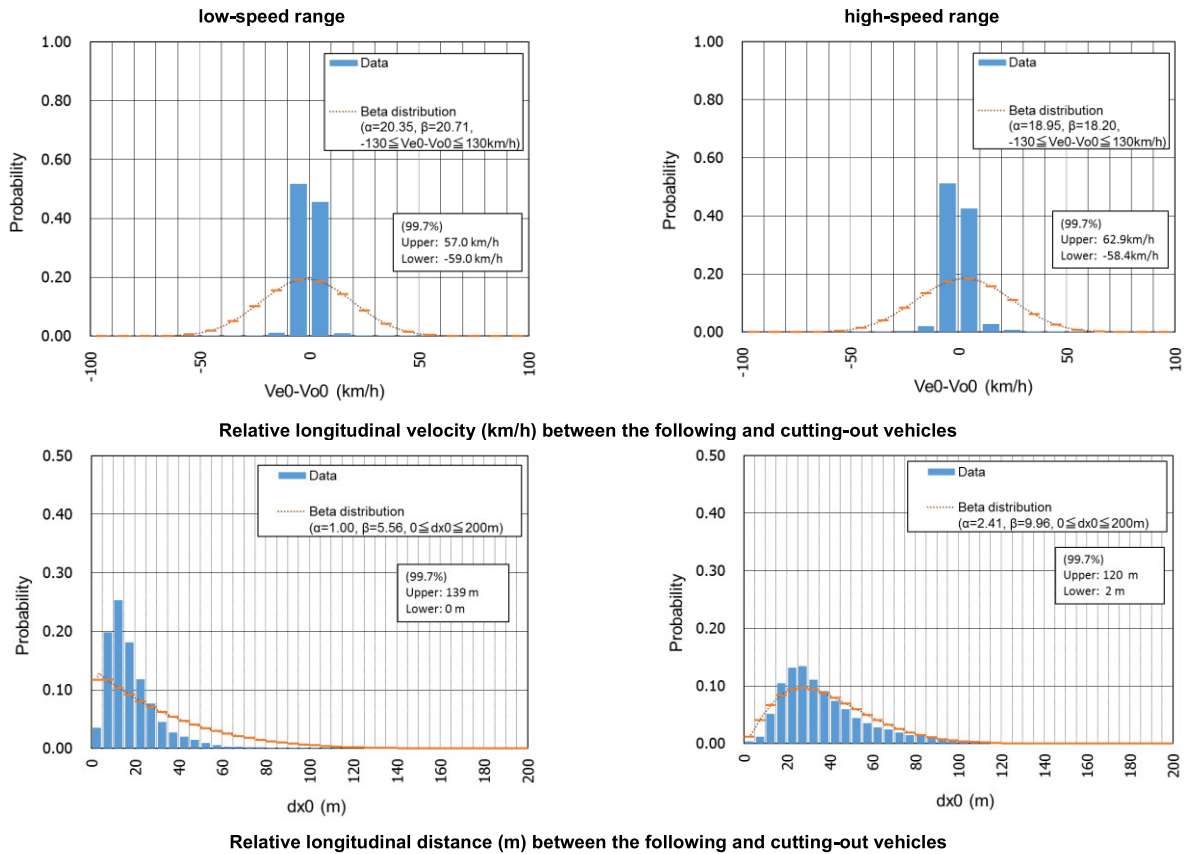 low-speed range
high-speed range
1.00
0.80
0.60
0.40
0.20
0.00
Probability
Data
Beta distribution
(α=20.35, β=20.71,
-130≦Ve0-Vo0≦130km/h)
(99.7%)
Upper: 57.0 km/h
Lower: -59.0 km/h
-100
-50
0
50
100
Ve0-Vo0 (km/h)
1.00
0.80
0.60
0.40
0.20
0.00
Probability
Data
Beta distribution
(α=18.95, β=18.20,
-130≦Ve0-Vo0≦130km/h)
(99.7%)
Upper: 62.9km/h
Lower: -58.4km/h
-100
-50
0
50
100
Ve0-Vo0 (km/h)
Relative longitudinal velocity (km/h) between the following and cutting-out vehicles
0.50
0.40
0.30
0.20
0.10
0.00
Probability
Data
Beta distribution
(α=1.00, β=5.56, 0≦dx0≦200m)
(99.7%)
Upper: 139 m
Lower: 0 m
0
20
40
60
80
100
120
140
160
180
200
dx0 (m)
0.50
0.40
0.30
0.20
0.10
0.00
Probability
Data
Beta distribution
(α=2.41, β=9.96, 0≦dx0≦200m)
(99.7%)
Upper: 120 m
Lower: 2 m
0
20
40
60
80
100
120
140
160
180
200
dx0 (m)
Relative longitudinal distance (m) between the following and cutting-out vehicles